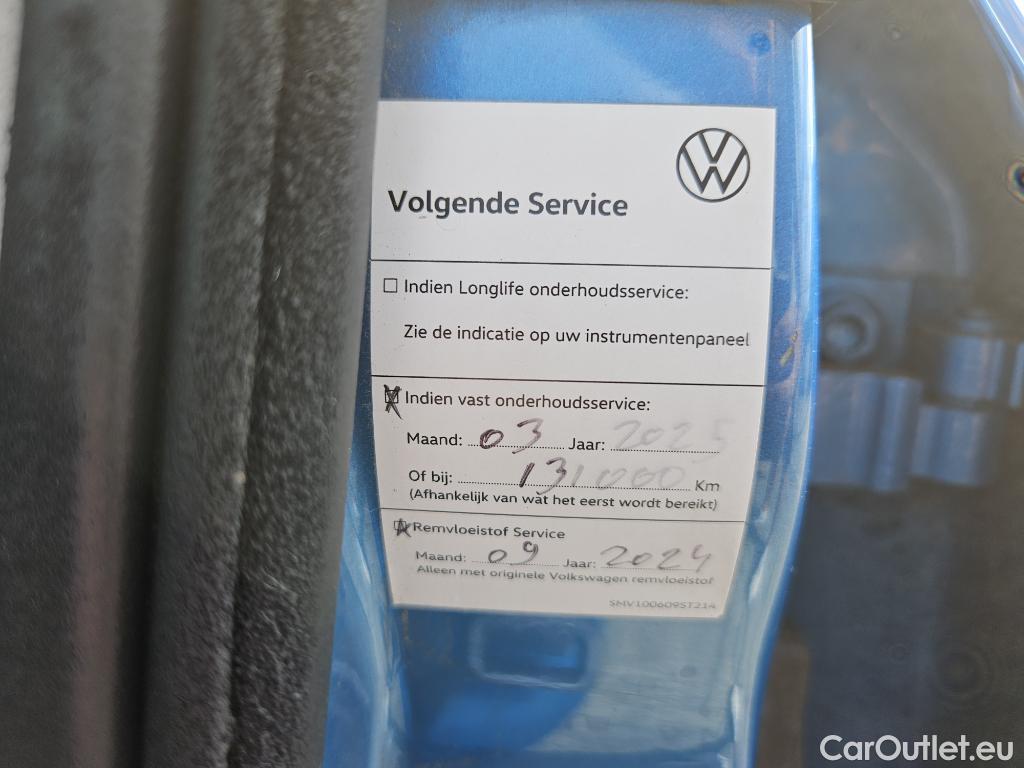 Volgende Service
☐ Indien Longlife onderhoudsservice:
Zie de indicatie op uw instrumentenpaneel
☒ Indien vast onderhoudsservice:
Maand: 03 Jaar: 2025
Of bij: 131000 Km
(Afhankelijk van wat het eerst wordt bereikt)
☒ Remvloeistof Service
Maand: 09 Jaar: 2024
Alleen met originele Volkswagen remvloeistof
CarOutlet.eu